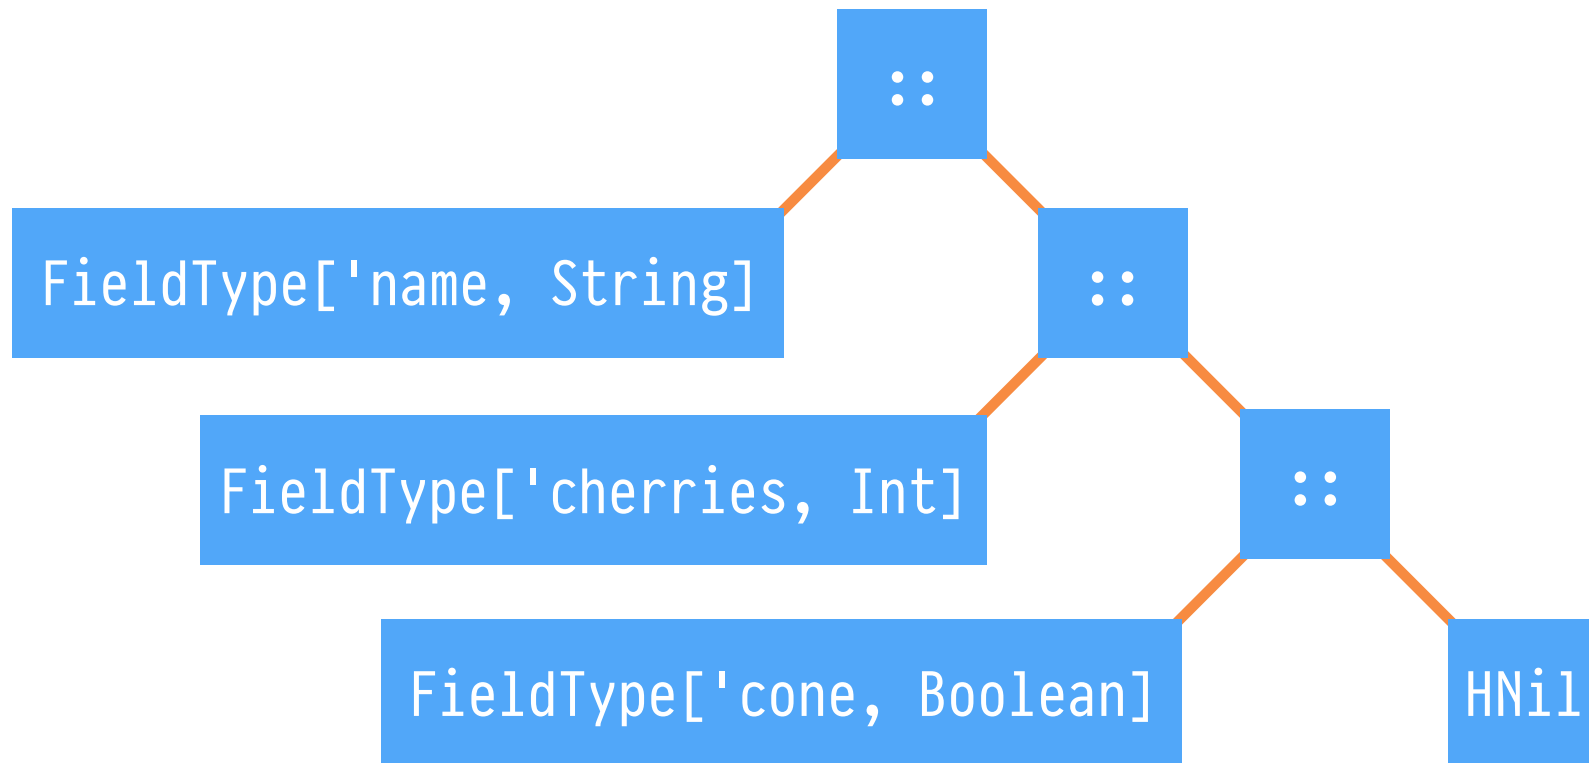 ::
FieldType['name, String]
::
FieldType['cherries, Int]
::
FieldType['cone, Boolean]
HNil